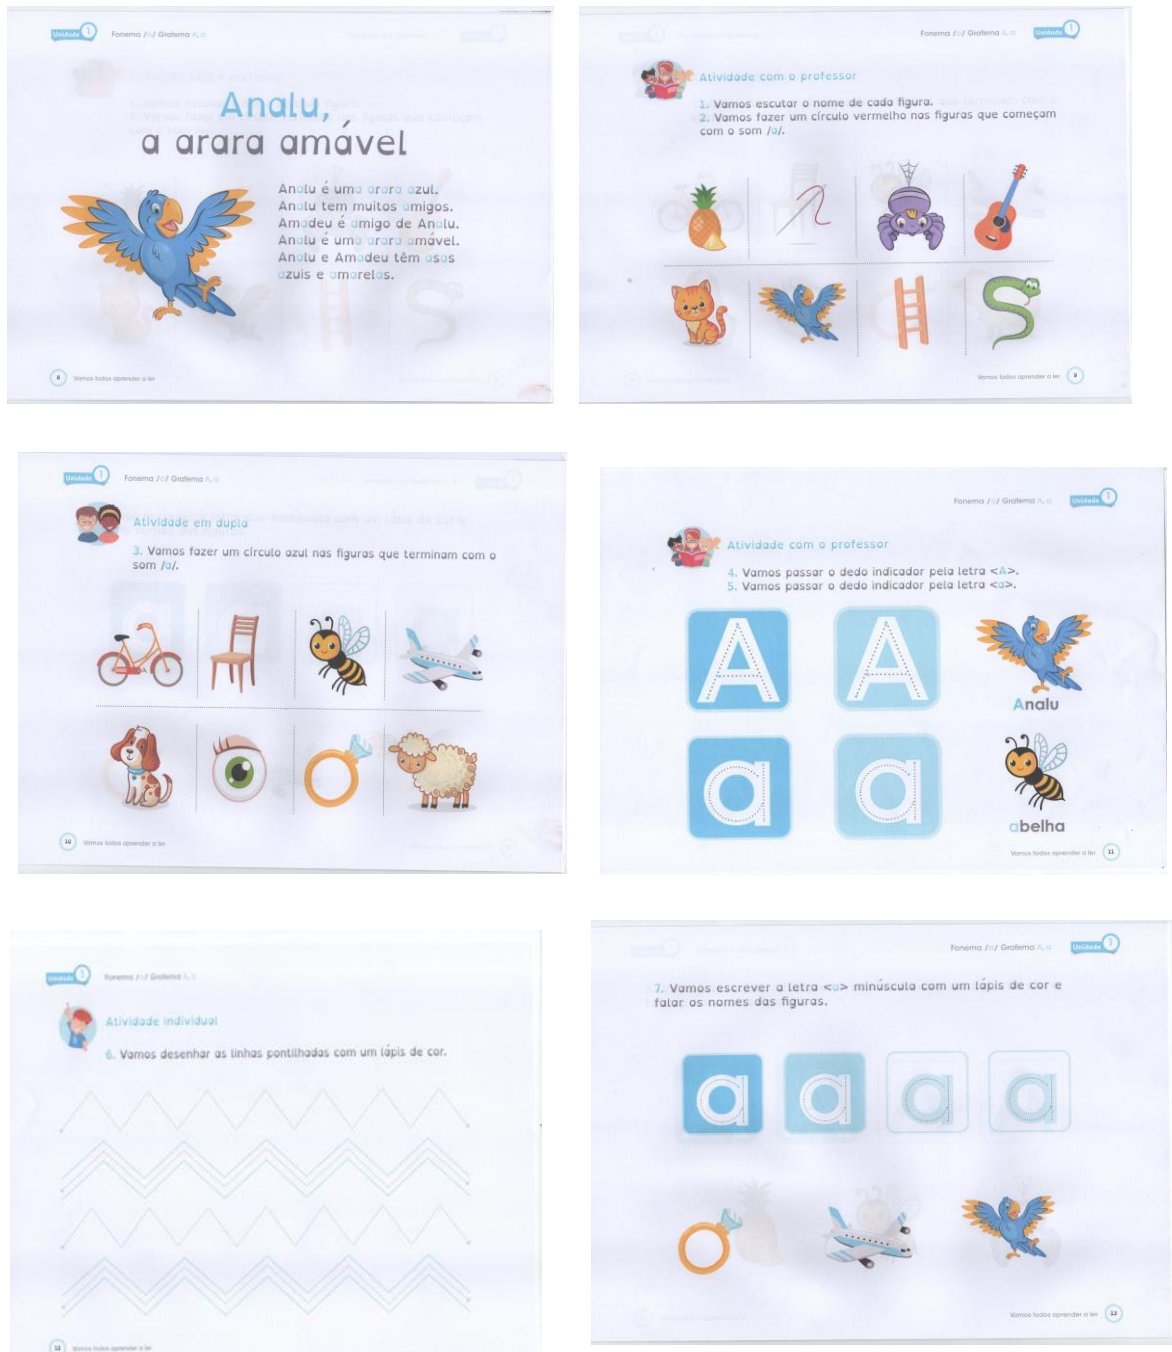 Unidade 1
Fonema /a/ Grafema A, a
Analu,
a arara amável
Analu é uma arara azul.
Analu tem muitos amigos.
Amadeu é amigo de Analu.
Analu é uma arara amável.
Analu e Amadeu têm asas
azuis e amarelas.
8 Vamos todos aprender a ler
Fonema /a/ Grafema A, a
Unidade 1
Atividade com o professor
1. Vamos escutar o nome de cada figura.
2. Vamos fazer um círculo vermelho nas figuras que começam
com o som /a/.
Vamos todos aprender a ler 9
Unidade 1
Fonema /a/ Grafema A, a
Atividade em dupla
3. Vamos fazer um círculo azul nas figuras que terminam com o
som /a/.
10 Vamos todos aprender a ler
Fonema /a/ Grafema A, a
Unidade 1
Atividade com o professor
4. Vamos passar o dedo indicador pela letra <A>.
5. Vamos passar o dedo indicador pela letra <a>.
A A
Analu
a a
abelha
Vamos todos aprender a ler 11
Unidade 1
Fonema /a/ Grafema A, a
Atividade individual
6. Vamos desenhar as linhas pontilhadas com um lápis de cor.
Vamos todos aprender a ler
Fonema /a/ Grafema A, a
Unidade 1
7. Vamos escrever a letra <a> minúscula com um lápis de cor e
falar os nomes das figuras.
a a a a
Vamos todos aprender a ler 13